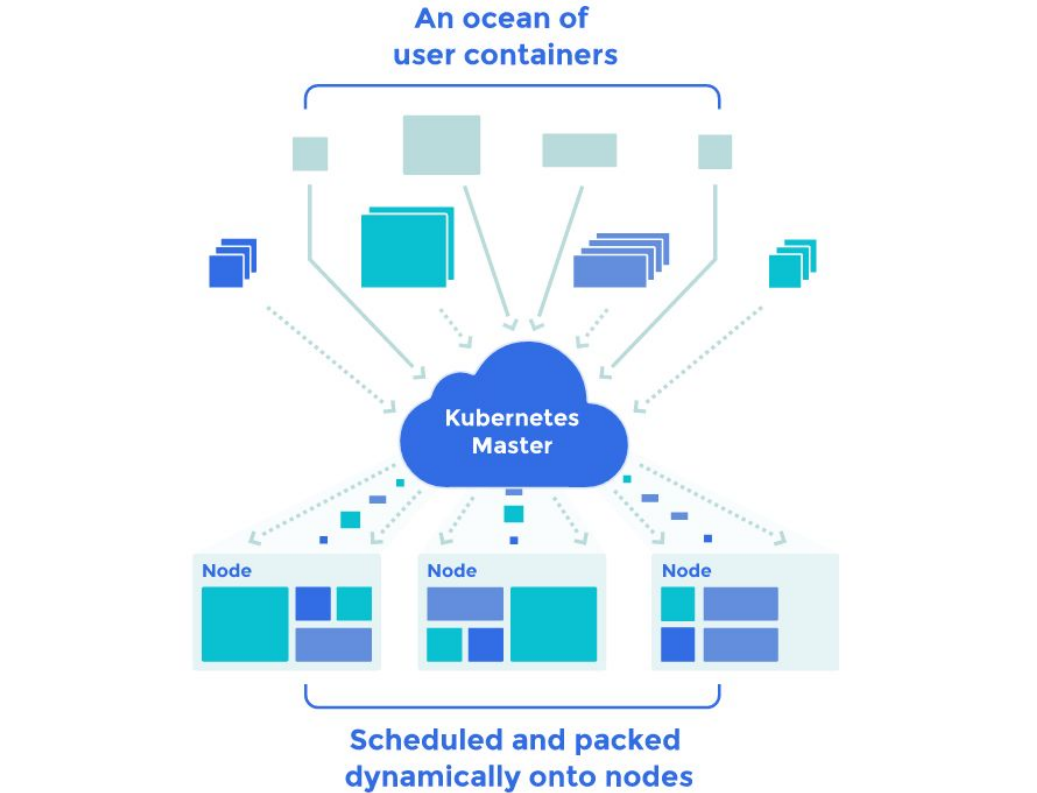 An ocean of
user containers
Kubernetes
Master
Node
Node
Node
Scheduled and packed
dynamically onto nodes